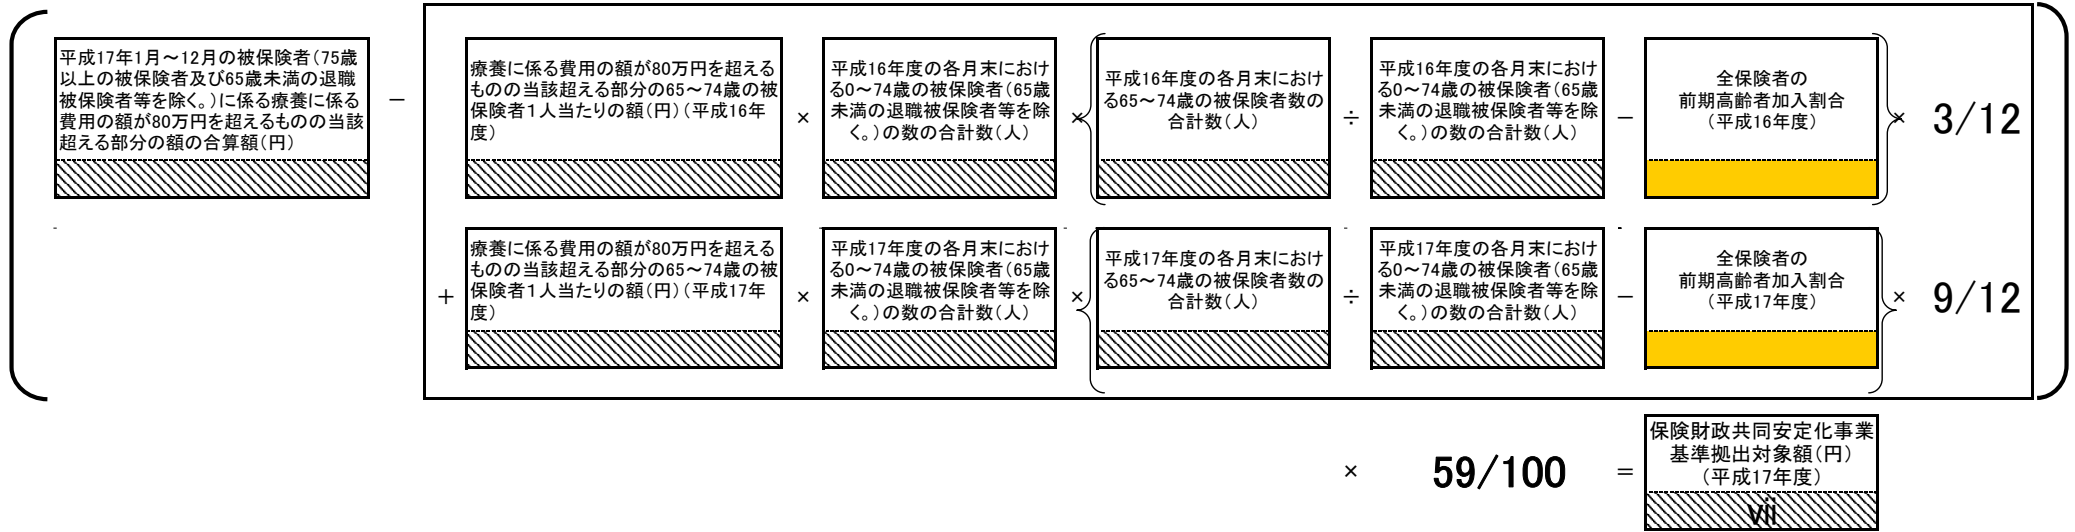 平成17年1月～12月の被保険者(75歳
以上の被保険者及び65歳未満の退職
被保険者等を除く。)に係る療養に係る
費用の額が80万円を超えるものの当該
超える部分の額の合算額(円)
－
療養に係る費用の額が80万円を超える
ものの当該超える部分の65～74歳の被
保険者1人当たりの額(円)(平成16年
度)
×
平成16年度の各月末におけ
る0～74歳の被保険者(65歳
未満の退職被保険者等を除
く。)の数の合計数(人)
×
平成16年度の各月末におけ
る65～74歳の被保険者数の
合計数(人)
÷
平成16年度の各月末におけ
る0～74歳の被保険者(65歳
未満の退職被保険者等を除
く。)の数の合計数(人)
－
全保険者の
前期高齢者加入割合
(平成16年度)
×
3/12
＋
療養に係る費用の額が80万円を超える
ものの当該超える部分の65～74歳の被
保険者1人当たりの額(円)(平成17年
度)
×
平成17年度の各月末におけ
る0～74歳の被保険者(65歳
未満の退職被保険者等を除
く。)の数の合計数(人)
×
平成17年度の各月末におけ
る65～74歳の被保険者数の
合計数(人)
÷
平成17年度の各月末におけ
る0～74歳の被保険者(65歳
未満の退職被保険者等を除
く。)の数の合計数(人)
－
全保険者の
前期高齢者加入割合
(平成17年度)
×
9/12
×
59/100
＝
保険財政共同安定化事業
基準拠出対象額(円)
(平成17年度)
ⅶ